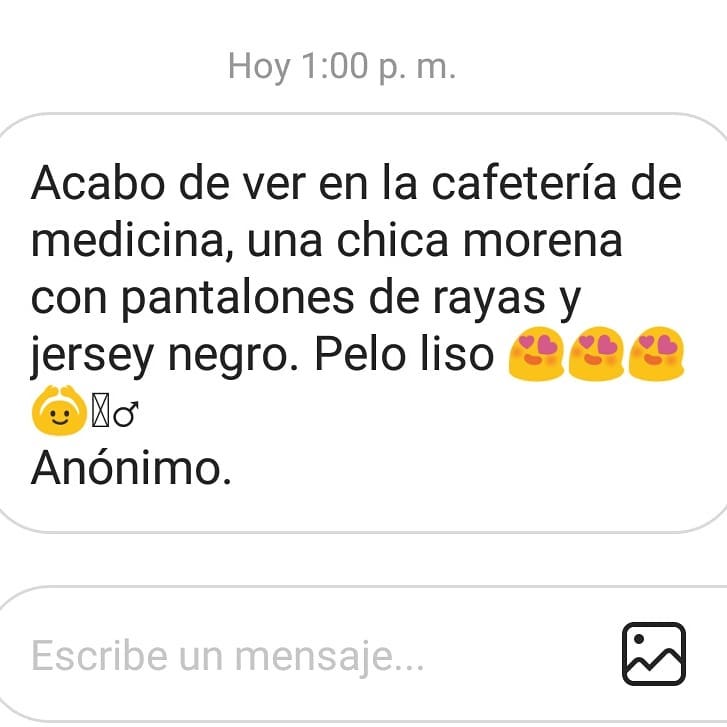 Hoy 1:00 p. m.
Acabo de ver en la cafetería de
medicina, una chica morena
con pantalones de rayas y
jersey negro. Pelo liso 😍😍😍
🙆‍♂
Anónimo.
Escribe un mensaje...